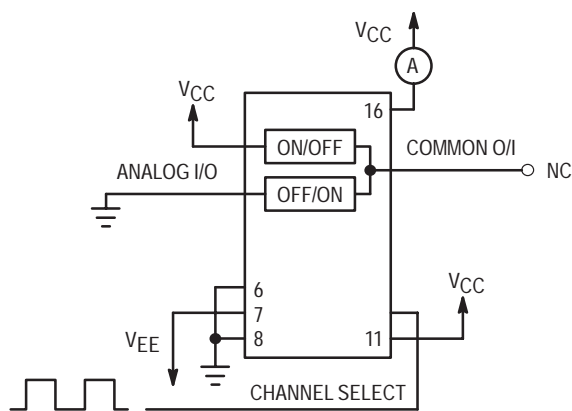 VCC
A
VCC
16
ON/OFF
COMMON O/I
ANALOG I/O
OFF/ON
NC
6
7
8
11
VCC
VEE
CHANNEL SELECT